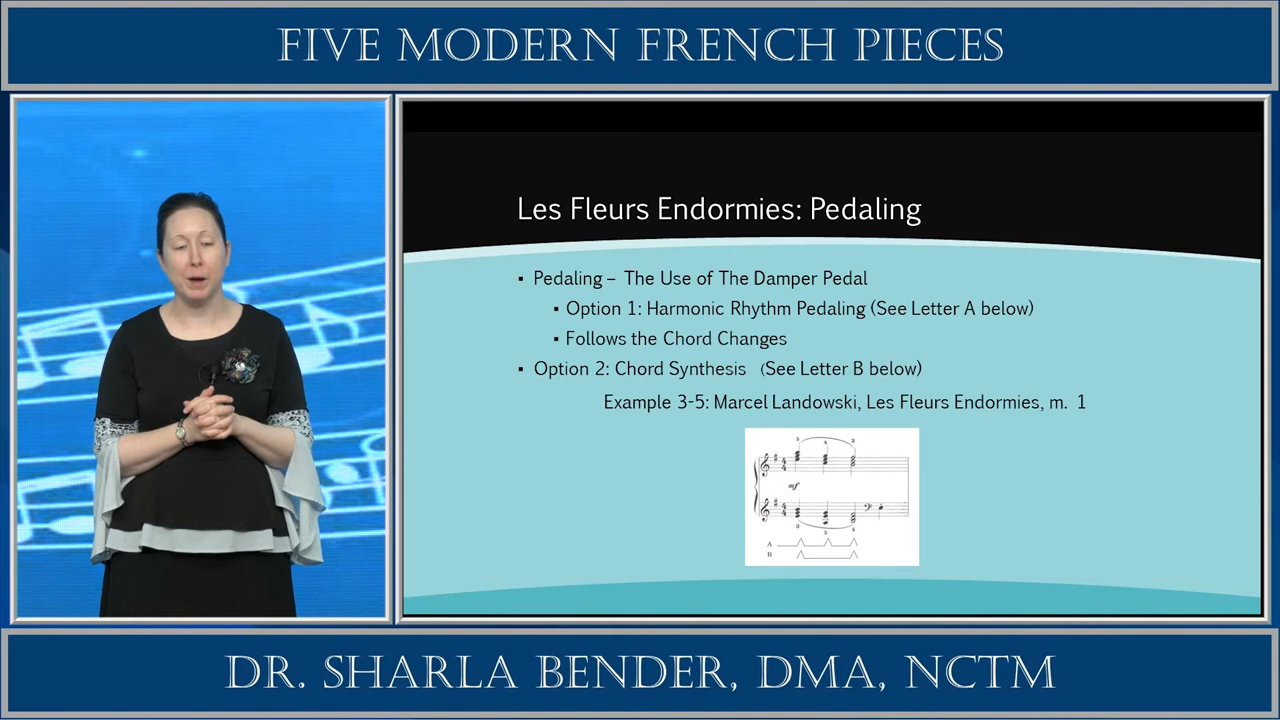 FIVE MODERN FRENCH PIECES
Les Fleurs Endormies: Pedaling
▪ Pedaling – The Use of The Damper Pedal
▪ Option 1: Harmonic Rhythm Pedaling (See Letter A below)
▪ Follows the Chord Changes
▪ Option 2: Chord Synthesis (See Letter B below)
Example 3-5: Marcel Landowski, Les Fleurs Endormies, m. 1
mf
A
B
DR. SHARLA BENDER, DMA, NCTM